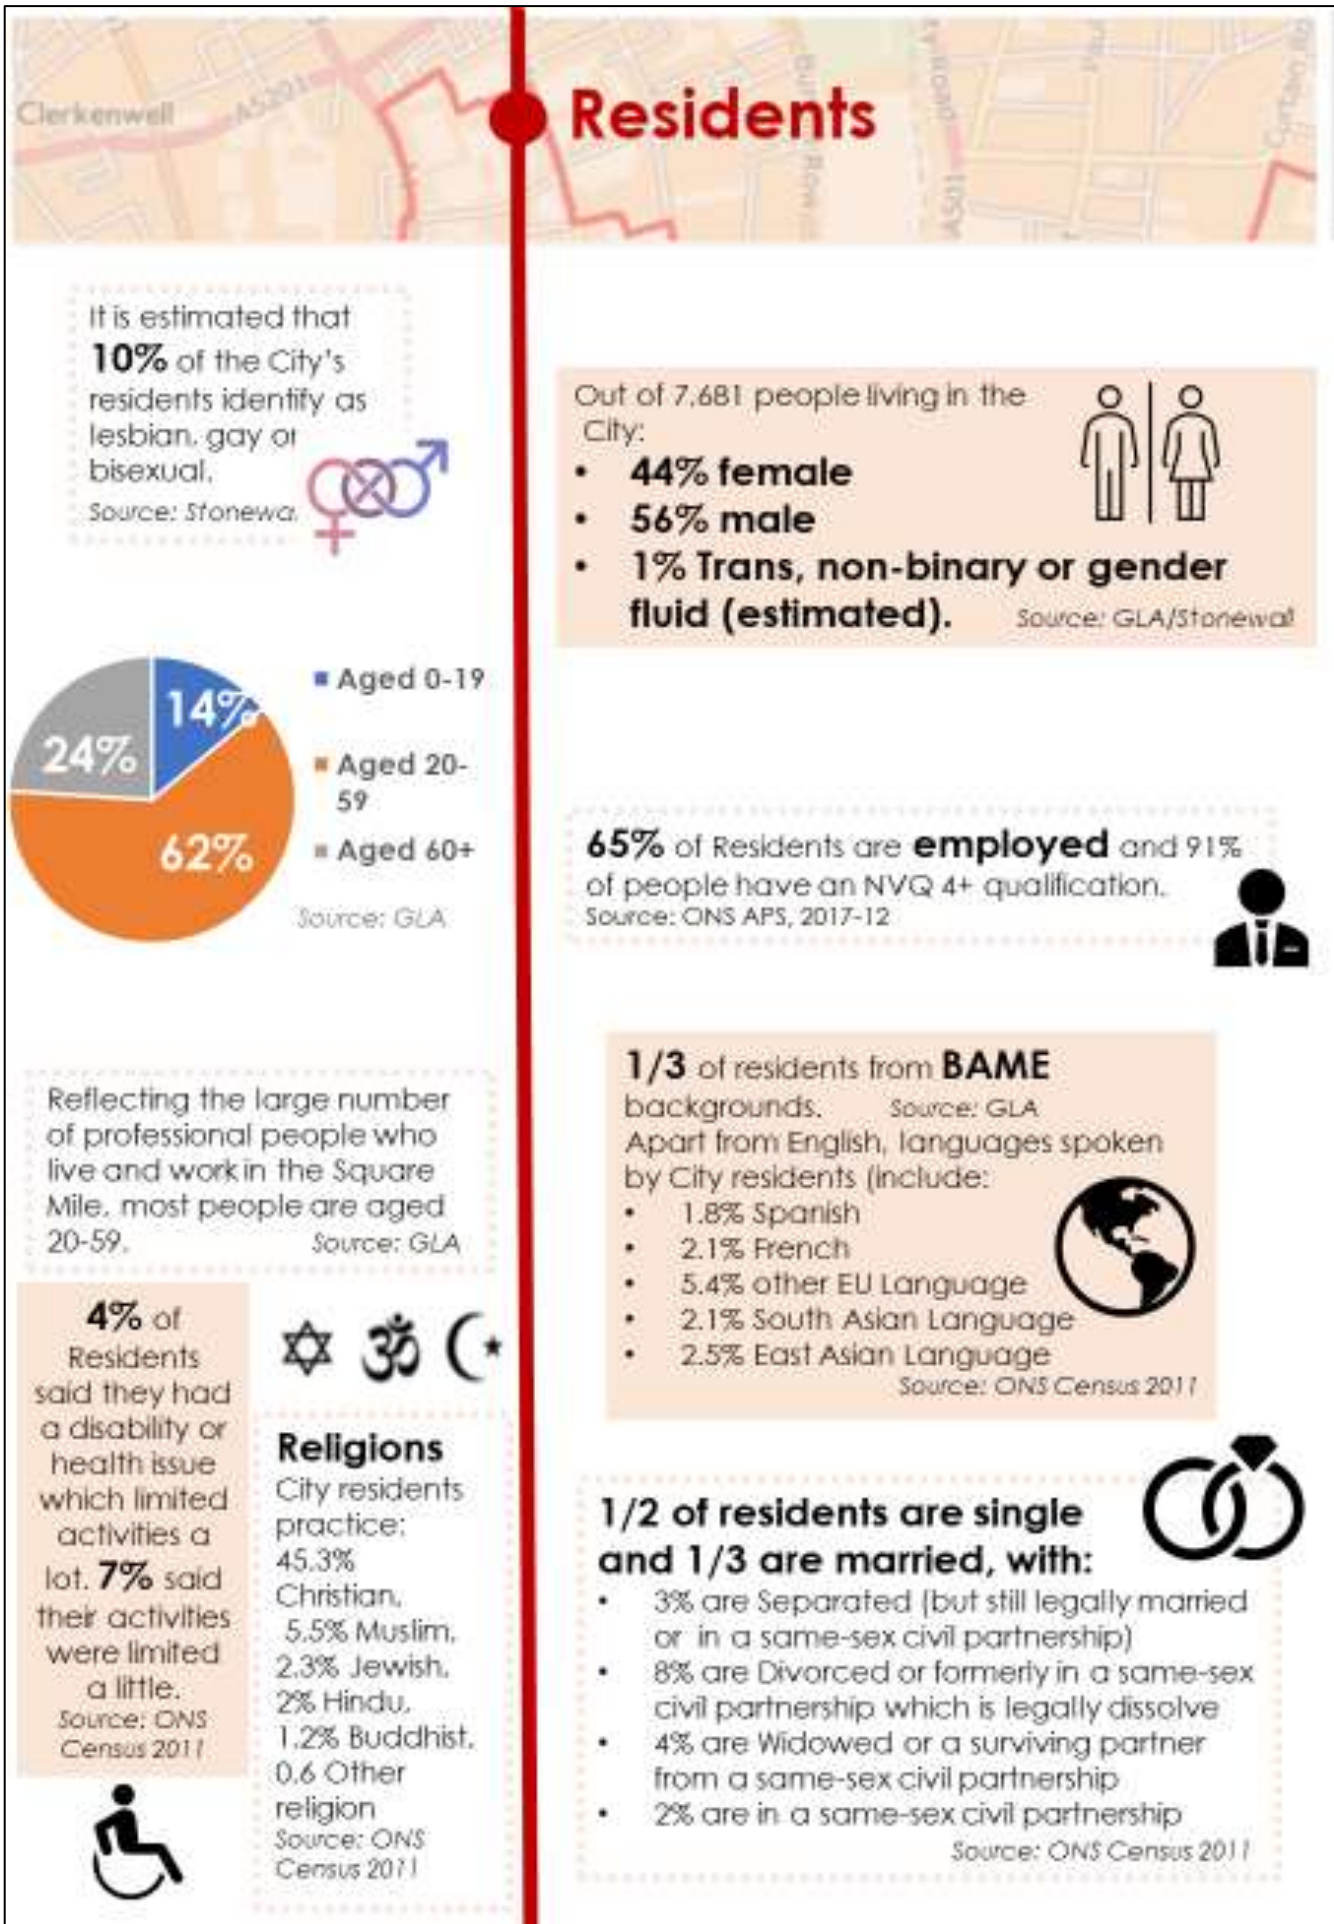 Clerkenwell
A5201
Residents
It is estimated that
10% of the City's
residents identify as
lesbian, gay or
bisexual.
Source: Stonewa
Out of 7,681 people living in the
City:
• 44% female
• 56% male
• 1% Trans, non-binary or gender
fluid (estimated).
Source: GLA/Stonewall
14%
24%
62%
Aged 0-19
Aged 20-
59
Aged 60+
Source: GLA
65% of Residents are employed and 91%
of people have an NVQ 4+ qualification.
Source: ONS APS, 2017-12
Reflecting the large number
of professional people who
live and work in the Square
Mile, most people are aged
20-59. Source: GLA
1/3 of residents from BAME
backgrounds. Source: GLA
Apart from English, languages spoken
by City residents (include:
• 1.8% Spanish
• 2.1% French
• 5.4% other EU Language
• 2.1% South Asian Language
• 2.5% East Asian Language
Source: ONS Census 2011
4% of
Residents
said they had
a disability or
health issue
which limited
activities a
lot. 7% said
their activities
were limited
a little.
Source: ONS
Census 2011
Religions
City residents
practice:
45.3%
Christian,
5.5% Muslim,
2.3% Jewish,
2% Hindu,
1.2% Buddhist,
0.6 Other
religion
Source: ONS
Census 2011
1/2 of residents are single
and 1/3 are married, with:
• 3% are Separated (but still legally married
or in a same-sex civil partnership)
• 8% are Divorced or formerly in a same-sex
civil partnership which is legally dissolve
• 4% are Widowed or a surviving partner
from a same-sex civil partnership
• 2% are in a same-sex civil partnership
Source: ONS Census 2011